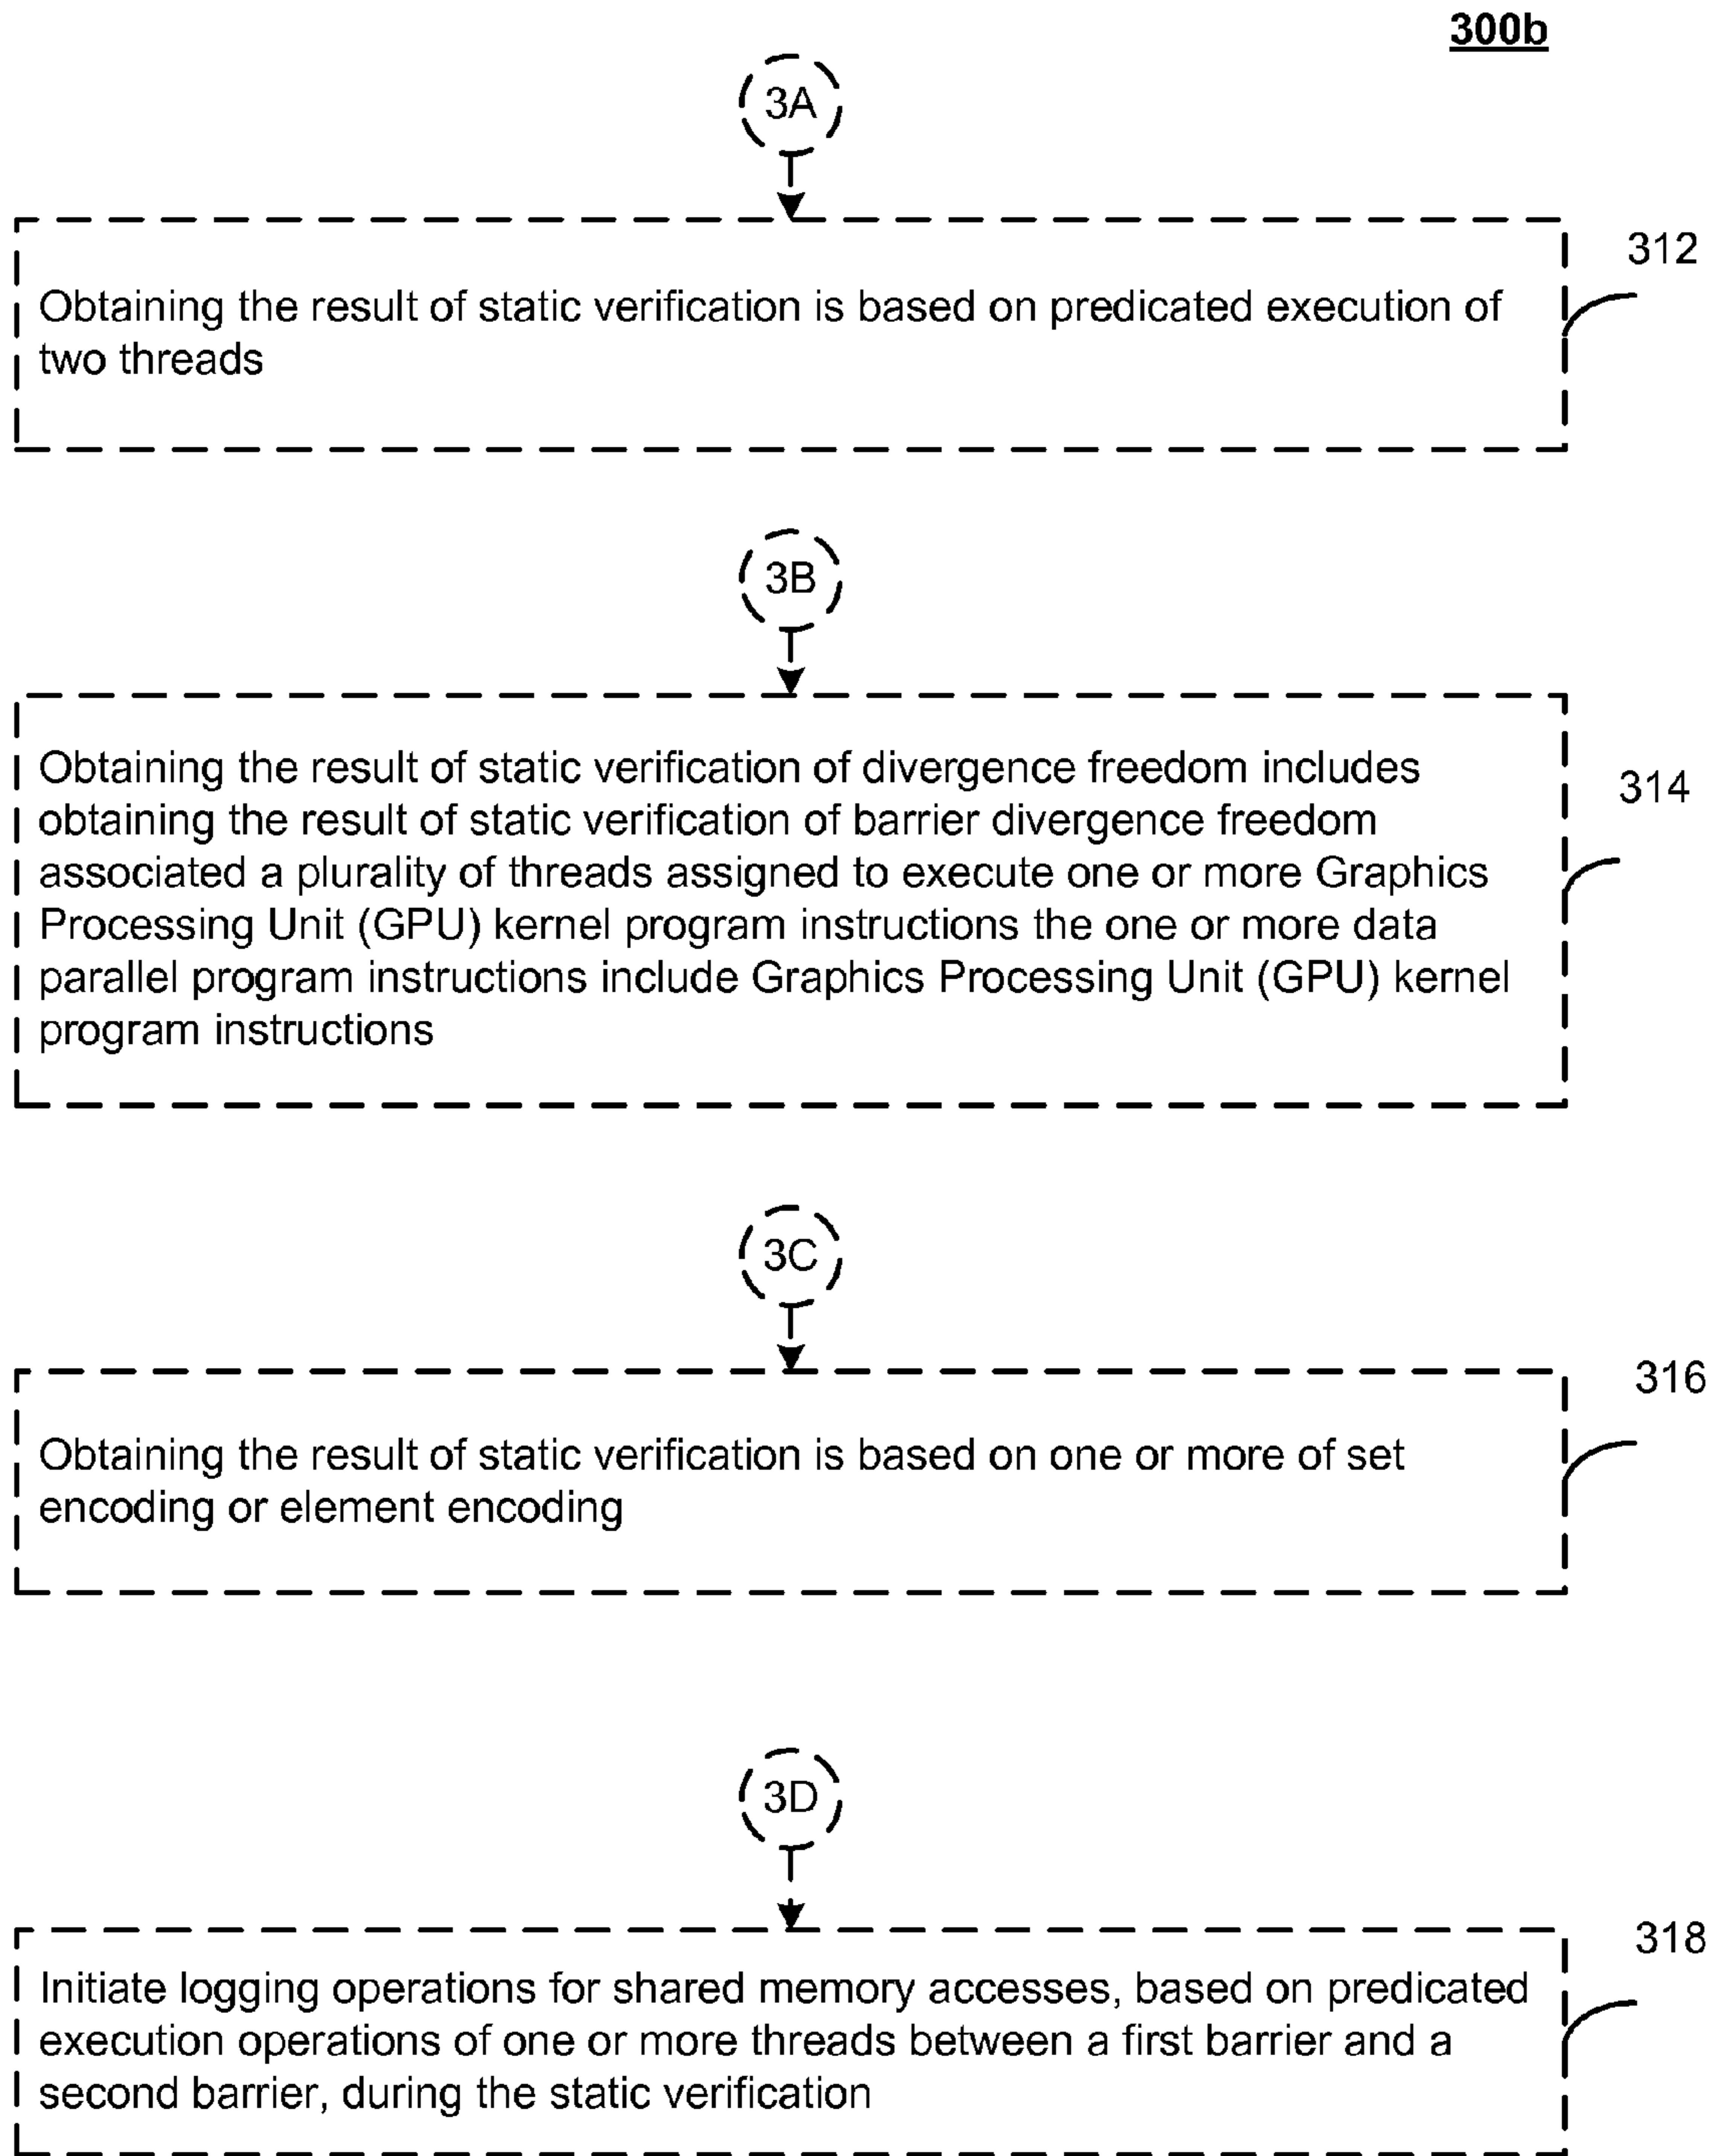 300b
3A
312
Obtaining the result of static verification is based on predicated execution of
two threads
3B
314
Obtaining the result of static verification of divergence freedom includes
obtaining the result of static verification of barrier divergence freedom
associated a plurality of threads assigned to execute one or more Graphics
Processing Unit (GPU) kernel program instructions the one or more data
parallel program instructions include Graphics Processing Unit (GPU) kernel
program instructions
3C
316
Obtaining the result of static verification is based on one or more of set
encoding or element encoding
3D
318
Initiate logging operations for shared memory accesses, based on predicated
execution operations of one or more threads between a first barrier and a
second barrier, during the static verification